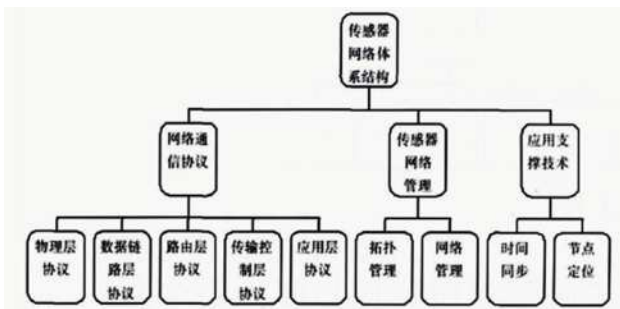 传感器
网络体
系结构
网络通
信协议
传感器
网络
管理
应用支
撑技术
物理层
协议
数据链
路层
协议
路由层
协议
传输控
制层
协议
应用层
协议
拓扑
管理
网络
管理
时间
同步
节点
定位